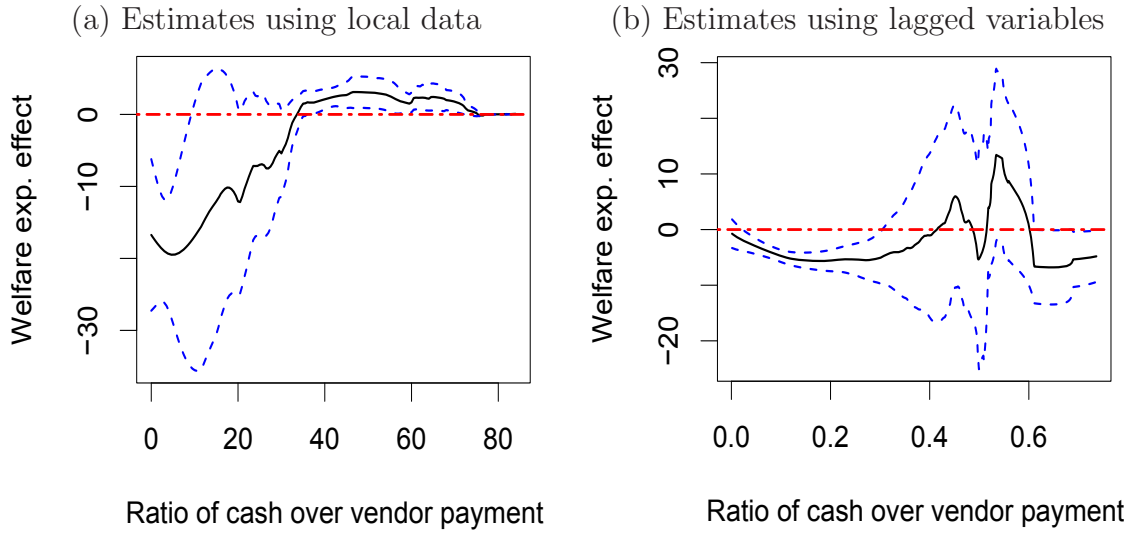 (a) Estimates using local data
Welfare exp. effect
0
−10
−30
0 20 40 60 80
Ratio of cash over vendor payment
(b) Estimates using lagged variables
Welfare exp. effect
30
10
0
−20
0.0 0.2 0.4 0.6
Ratio of cash over vendor payment